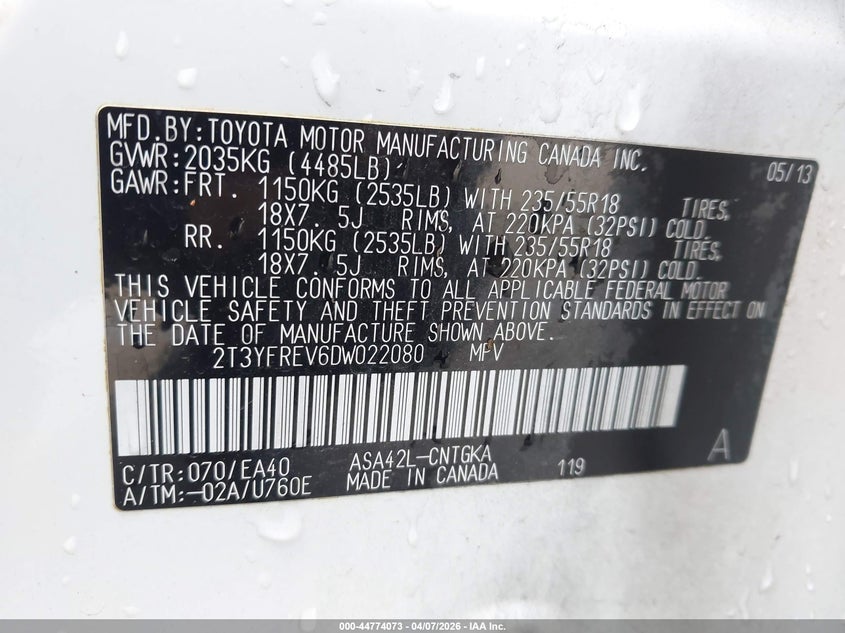 MFD.BY:TOYOTA MOTOR MANUFACTURING CANADA INC.
05/13
GVWR:2035KG (4485LB)
GAWR:FRT. 1150KG (2535LB) WITH 235/55R18 TIRES,
18X7. 5J RIMS, AT 220KPA (32PSI) COLD.
RR. 1150KG (2535LB) WITH 235/55R18 TIRES,
18X7. 5J RIMS, AT 220KPA (32PSI) COLD.
THIS VEHICLE CONFORMS TO ALL APPLICABLE FEDERAL MOTOR
VEHICLE SAFETY AND THEFT PREVENTION STANDARDS IN EFFECT ON
THE DATE OF MANUFACTURE SHOWN ABOVE.
2T3YFREV6DW022080 MPV
C/TR:070/EA40 ASA42L-CNTGKA 119 A
A/TM:-02A/U760E MADE IN CANADA
000-44774073 - 04/07/2026 - IAA Inc.